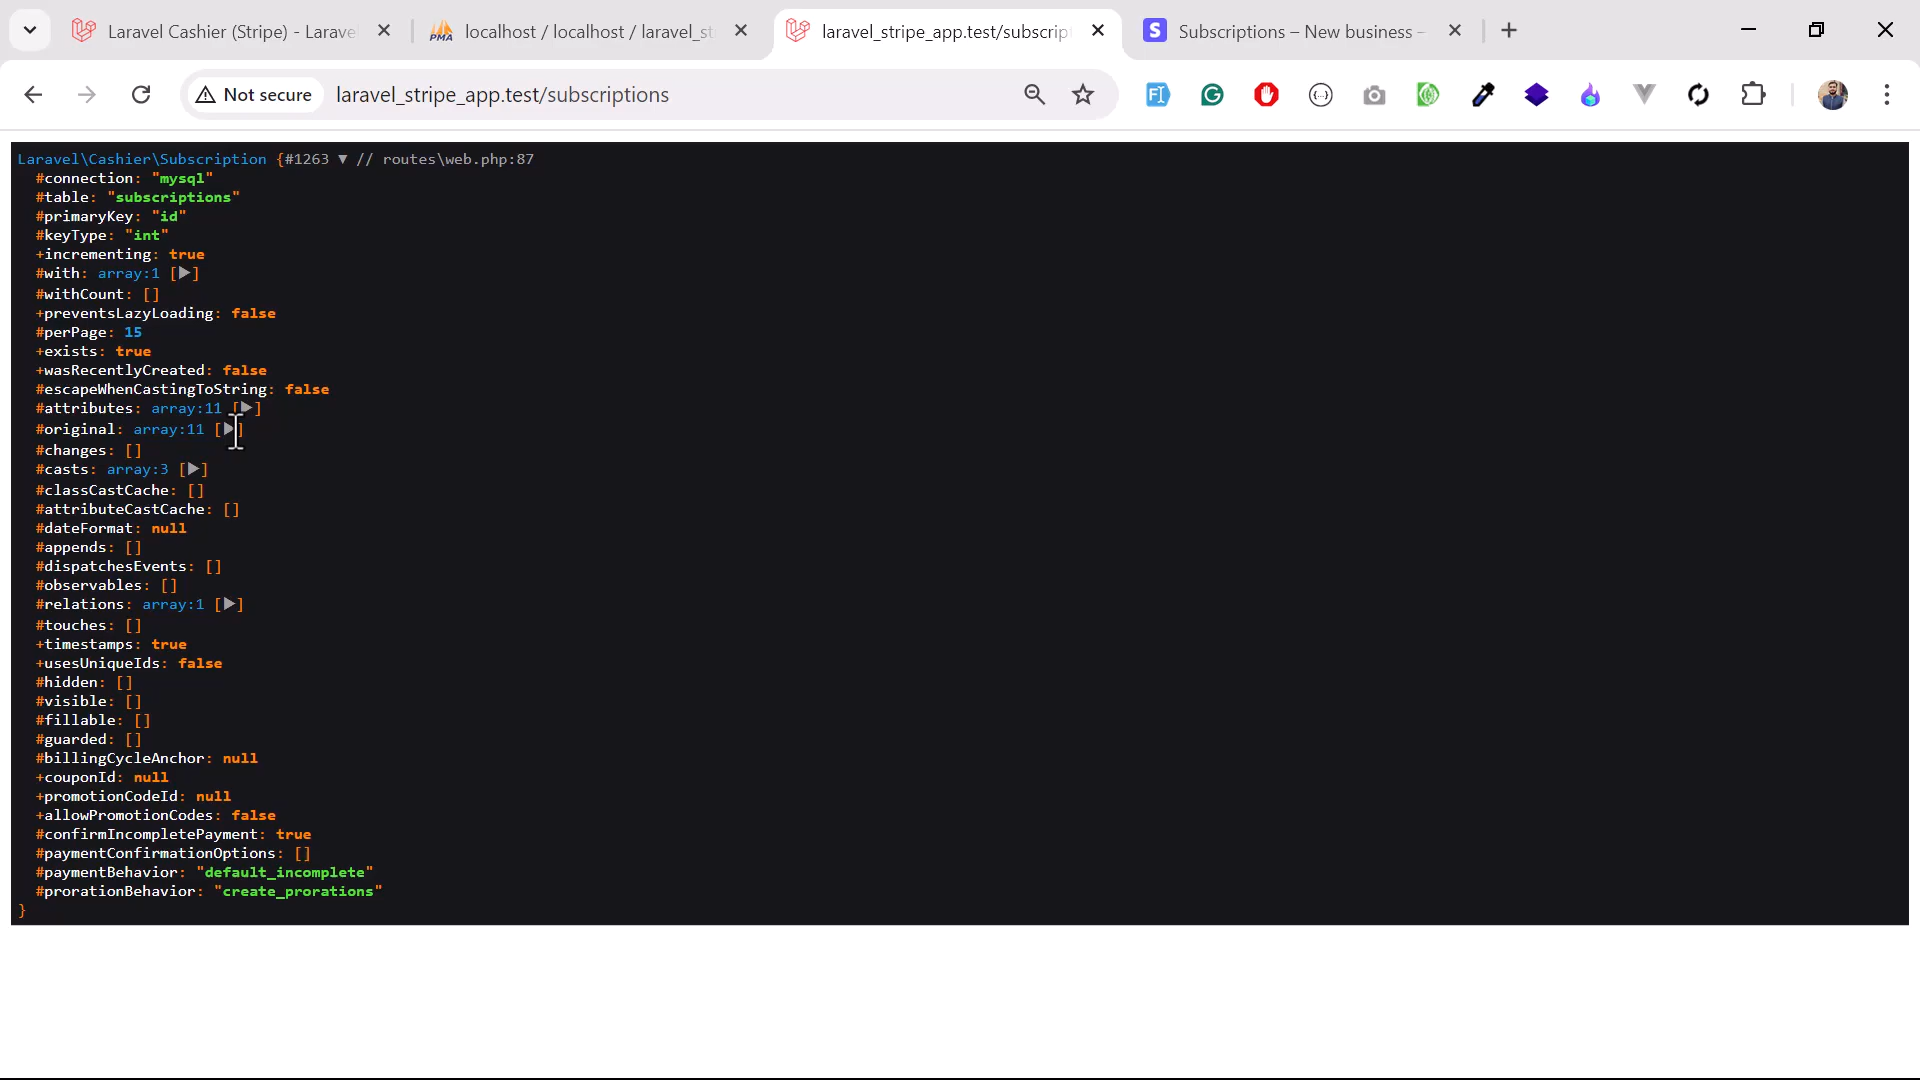 Laravel Cashier (Stripe) - Larave
localhost / localhost / laravel_st
laravel_stripe_app.test/subscrip
Subscriptions – New business –
Not secure
laravel_stripe_app.test/subscriptions
Laravel\Cashier\Subscription {#1263 ▼ // routes\web.php:87
#connection: "mysql"
#table: "subscriptions"
#primaryKey: "id"
#keyType: "int"
+incrementing: true
#with: array:1 [▶]
#withCount: []
+preventsLazyLoading: false
#perPage: 15
+exists: true
+wasRecentlyCreated: false
#escapeWhenCastingToString: false
#attributes: array:11 [▶]
#original: array:11 [▶]
#changes: []
#casts: array:3 [▶]
#classCastCache: []
#attributeCastCache: []
#dateFormat: null
#appends: []
#dispatchesEvents: []
#observables: []
#relations: array:1 [▶]
#touches: []
+timestamps: true
+usesUniqueIds: false
#hidden: []
#visible: []
#fillable: []
#guarded: []
#billingCycleAnchor: null
+couponId: null
+promotionCodeId: null
+allowPromotionCodes: false
#confirmIncompletePayment: true
#paymentConfirmationOptions: []
#paymentBehavior: "default_incomplete"
#prorationBehavior: "create_prorations"
}